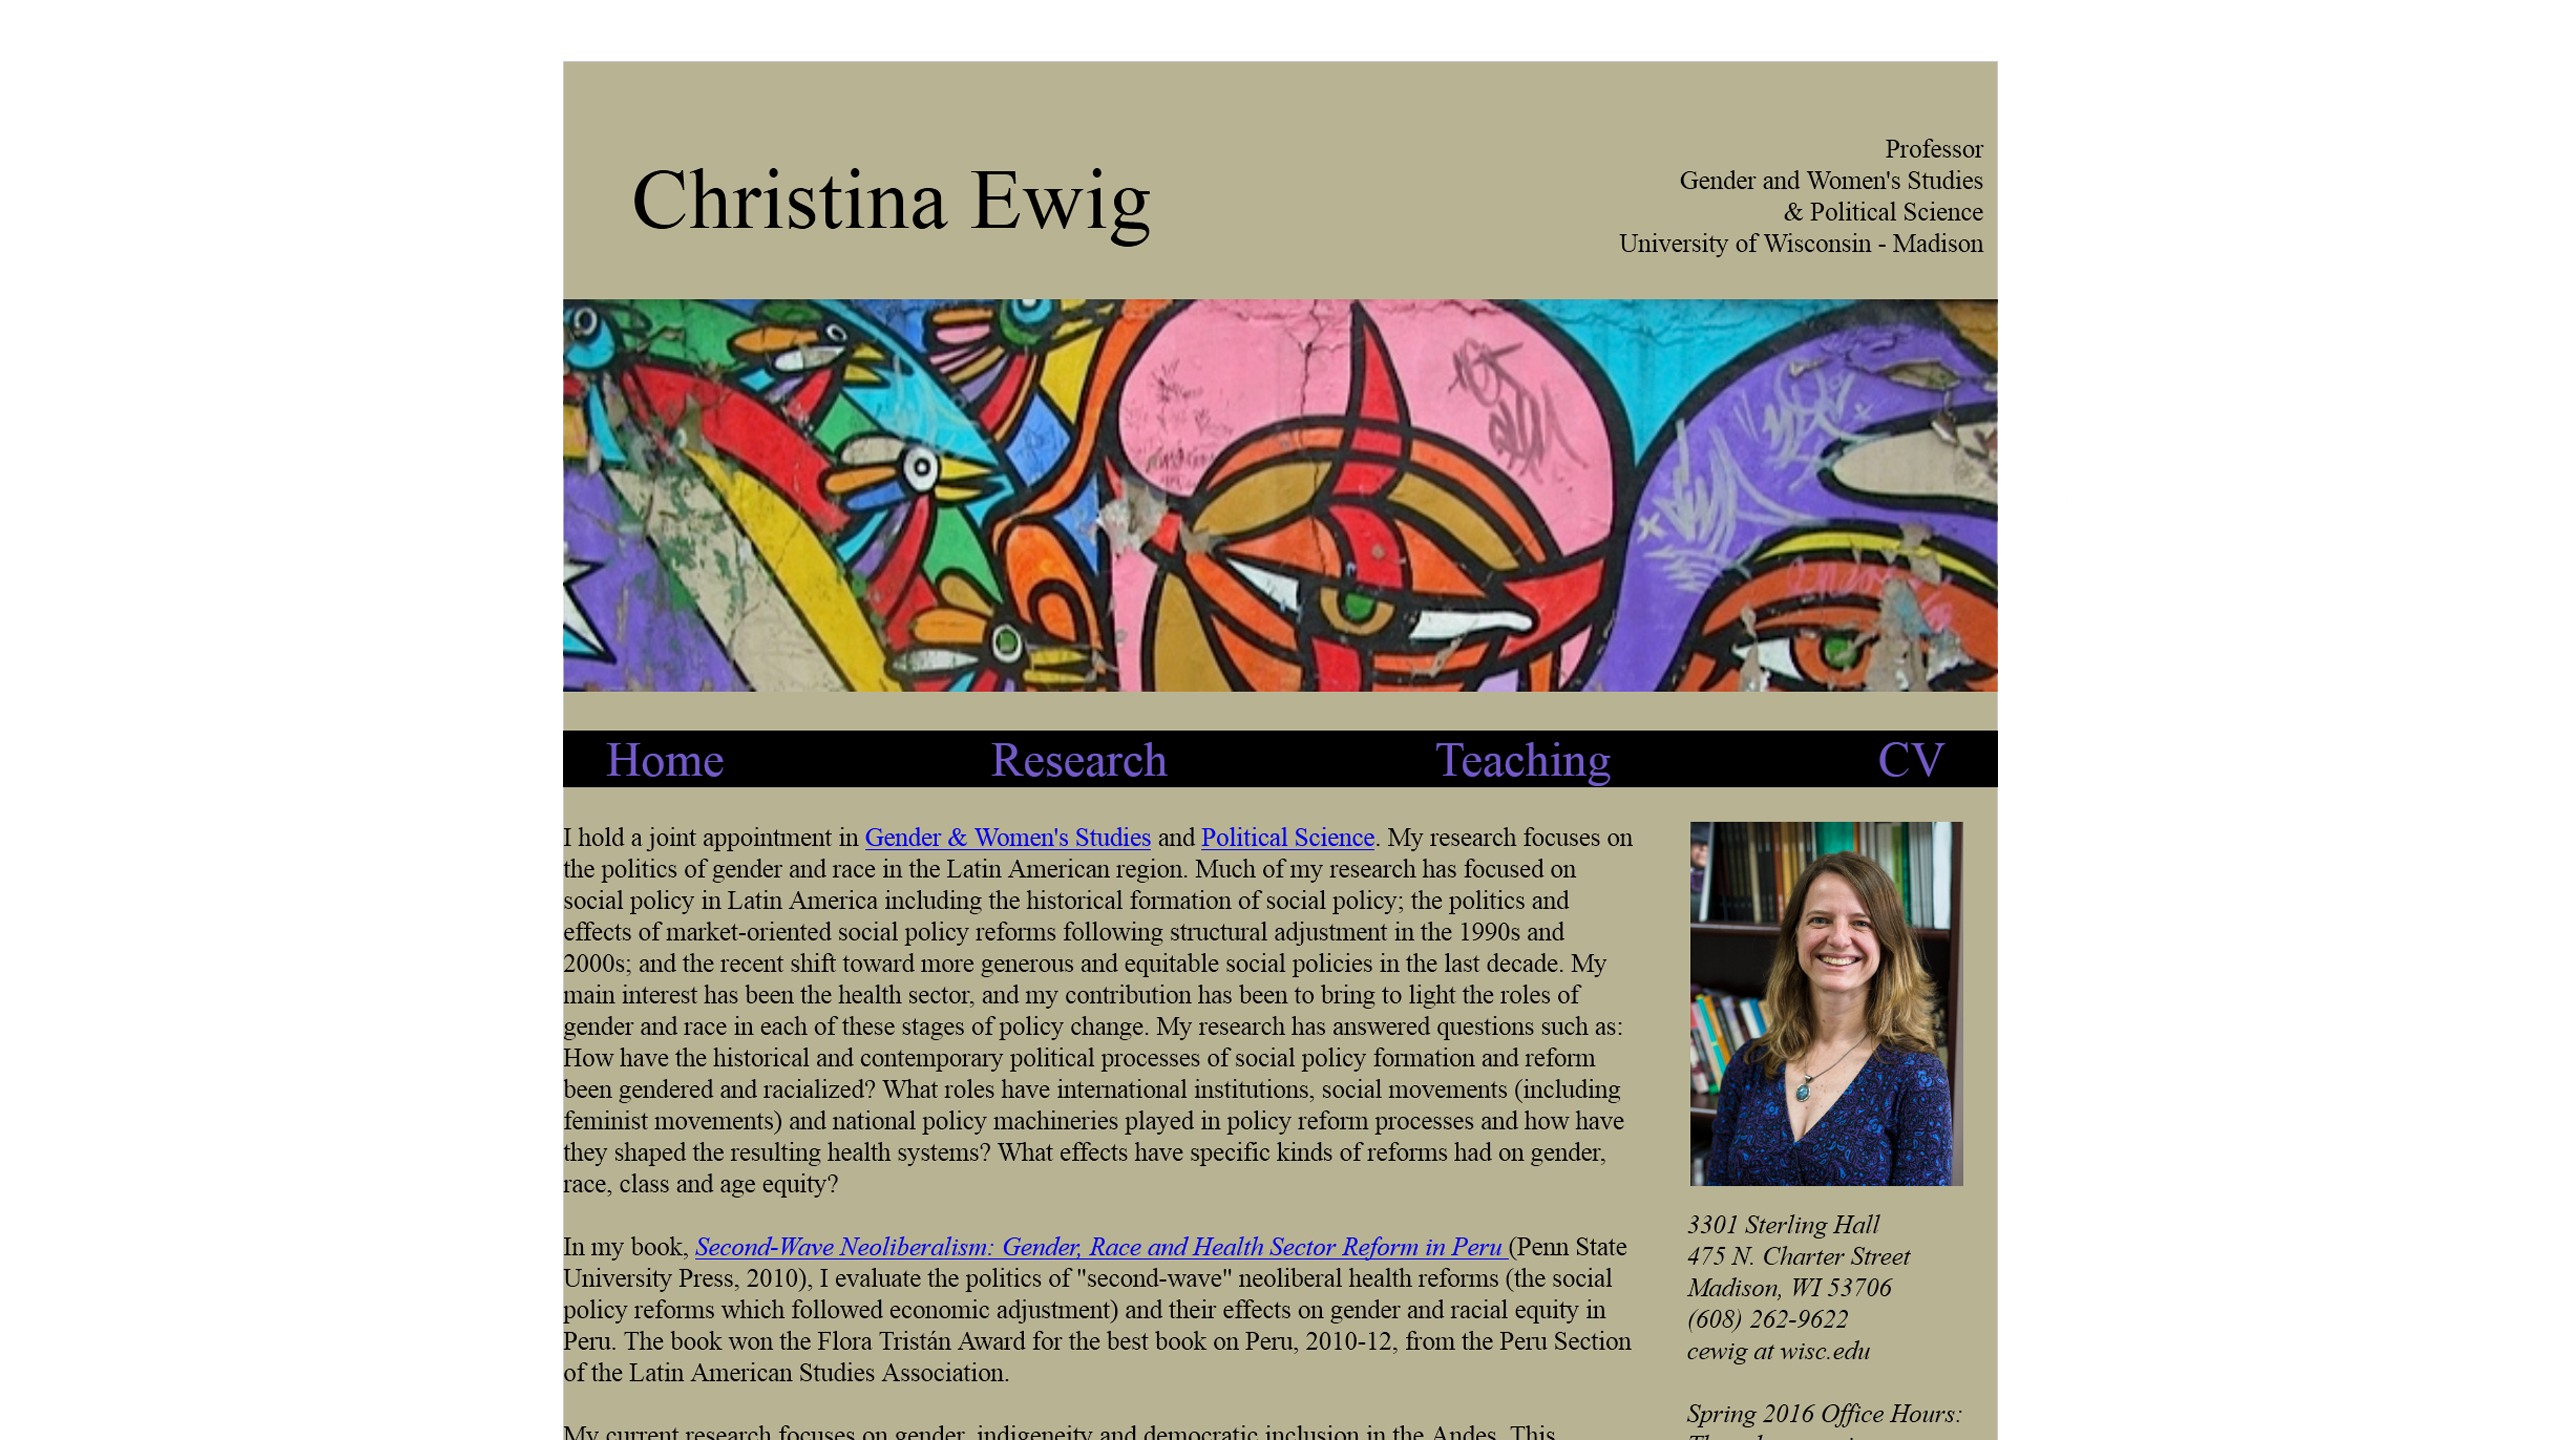 Christina Ewig
Professor
Gender and Women's Studies
& Political Science
University of Wisconsin - Madison
Home Research Teaching CV
I hold a joint appointment in Gender & Women's Studies and Political Science. My research focuses on
the politics of gender and race in the Latin American region. Much of my research has focused on
social policy in Latin America including the historical formation of social policy; the politics and
effects of market-oriented social policy reforms following structural adjustment in the 1990s and
2000s; and the recent shift toward more generous and equitable social policies in the last decade. My
main interest has been the health sector, and my contribution has been to bring to light the roles of
gender and race in each of these stages of policy change. My research has answered questions such as:
How have the historical and contemporary political processes of social policy formation and reform
been gendered and racialized? What roles have international institutions, social movements (including
feminist movements) and national policy machineries played in policy reform processes and how have
they shaped the resulting health systems? What effects have specific kinds of reforms had on gender,
race, class and age equity?
In my book, Second-Wave Neoliberalism: Gender, Race and Health Sector Reform in Peru (Penn State
University Press, 2010), I evaluate the politics of "second-wave" neoliberal health reforms (the social
policy reforms which followed economic adjustment) and their effects on gender and racial equity in
Peru. The book won the Flora Tristán Award for the best book on Peru, 2010-12, from the Peru Section
of the Latin American Studies Association.
My current research focuses on gender, indigeneity and democratic inclusion in the Andes. This
3301 Sterling Hall
475 N. Charter Street
Madison, WI 53706
(608) 262-9622
cewig at wisc.edu
Spring 2016 Office Hours: